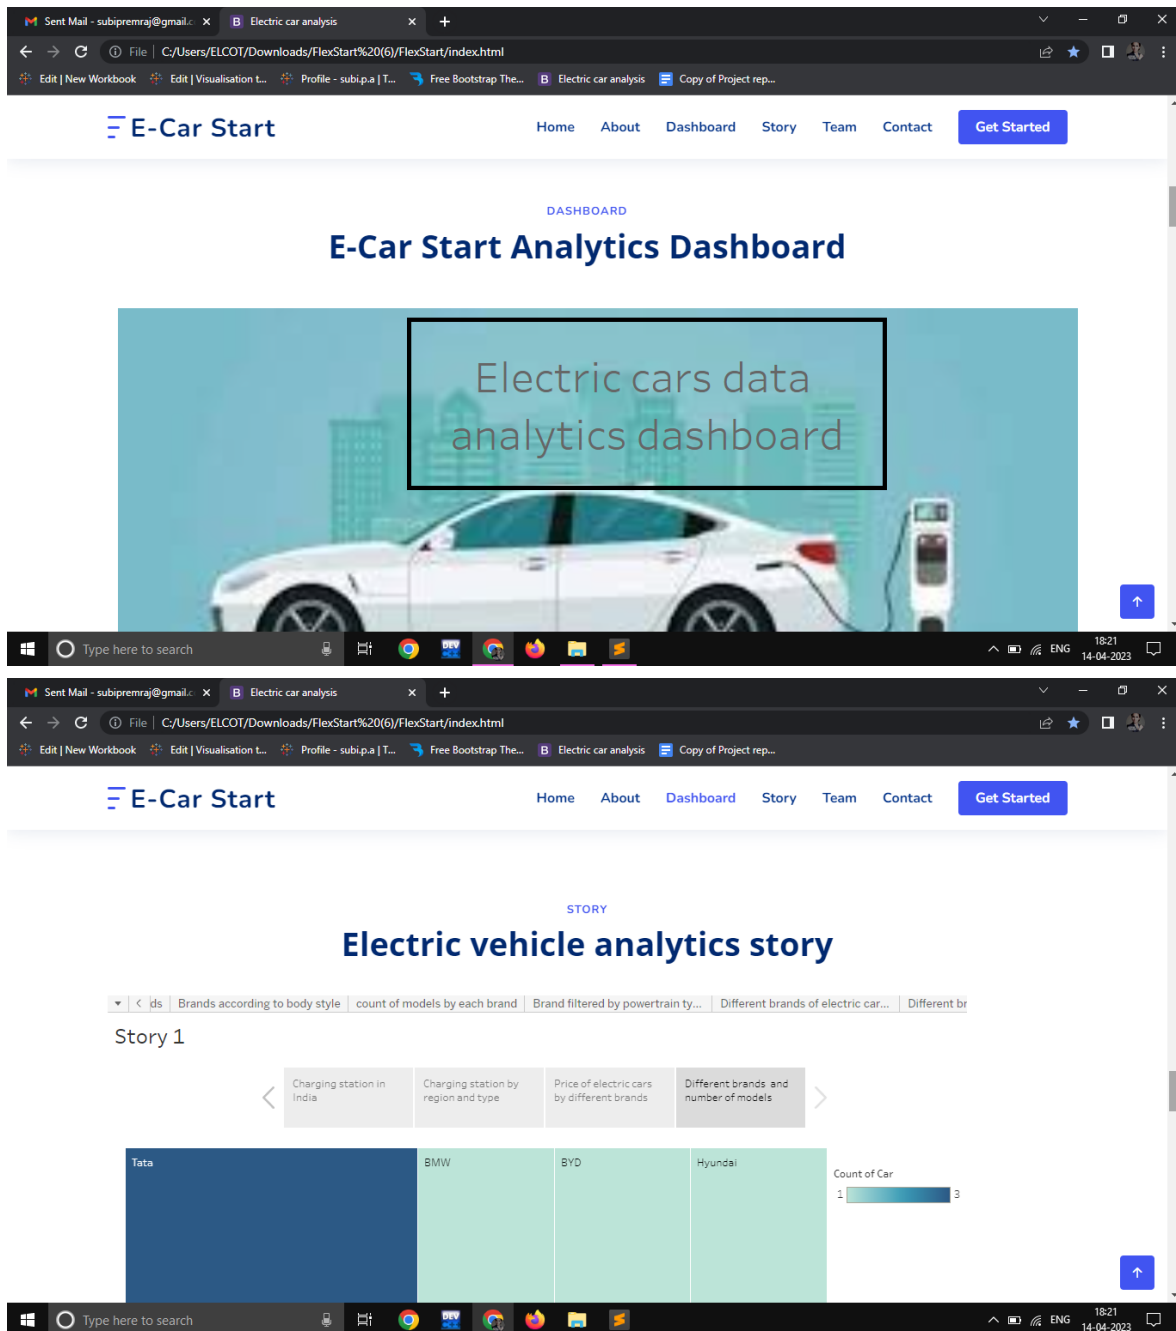 Sent Mail - subipremraj@gmail.c
Electric car analysis
File | C:/Users/ELCOT/Downloads/FlexStart%20(6)/FlexStart/index.html
Edit | New Workbook
Edit | Visualisation t...
Profile - subi.p.a | T...
Free Bootstrap The...
Electric car analysis
Copy of Project rep...
E-Car Start
Home
About
Dashboard
Story
Team
Contact
Get Started
DASHBOARD
E-Car Start Analytics Dashboard
Electric cars data
analytics dashboard
Type here to search
DEV
ENG
18:21
14-04-2023
Sent Mail - subipremraj@gmail.c
Electric car analysis
File | C:/Users/ELCOT/Downloads/FlexStart%20(6)/FlexStart/index.html
Edit | New Workbook
Edit | Visualisation t...
Profile - subi.p.a | T...
Free Bootstrap The...
Electric car analysis
Copy of Project rep...
E-Car Start
Home
About
Dashboard
Story
Team
Contact
Get Started
STORY
Electric vehicle analytics story
ds
Brands according to body style
count of models by each brand
Brand filtered by powertrain ty...
Different brands of electric car...
Different br
Story 1
Charging station in
India
Charging station by
region and type
Price of electric cars
by different brands
Different brands and
number of models
Tata
BMW
BYD
Hyundai
Count of Car
1
3
Type here to search
DEV
ENG
18:21
14-04-2023